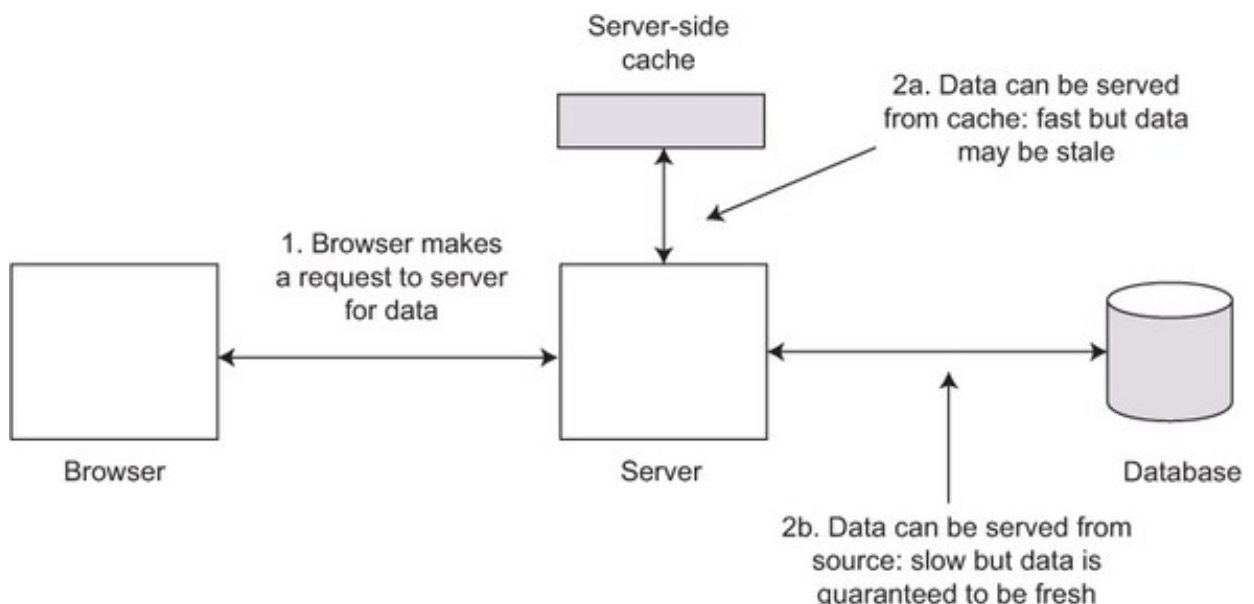 Server-side
cache
2a. Data can be served
from cache: fast but data
may be stale
1. Browser makes
a request to server
for data
Browser
Server
Database
2b. Data can be served from
source: slow but data is
guaranteed to be fresh